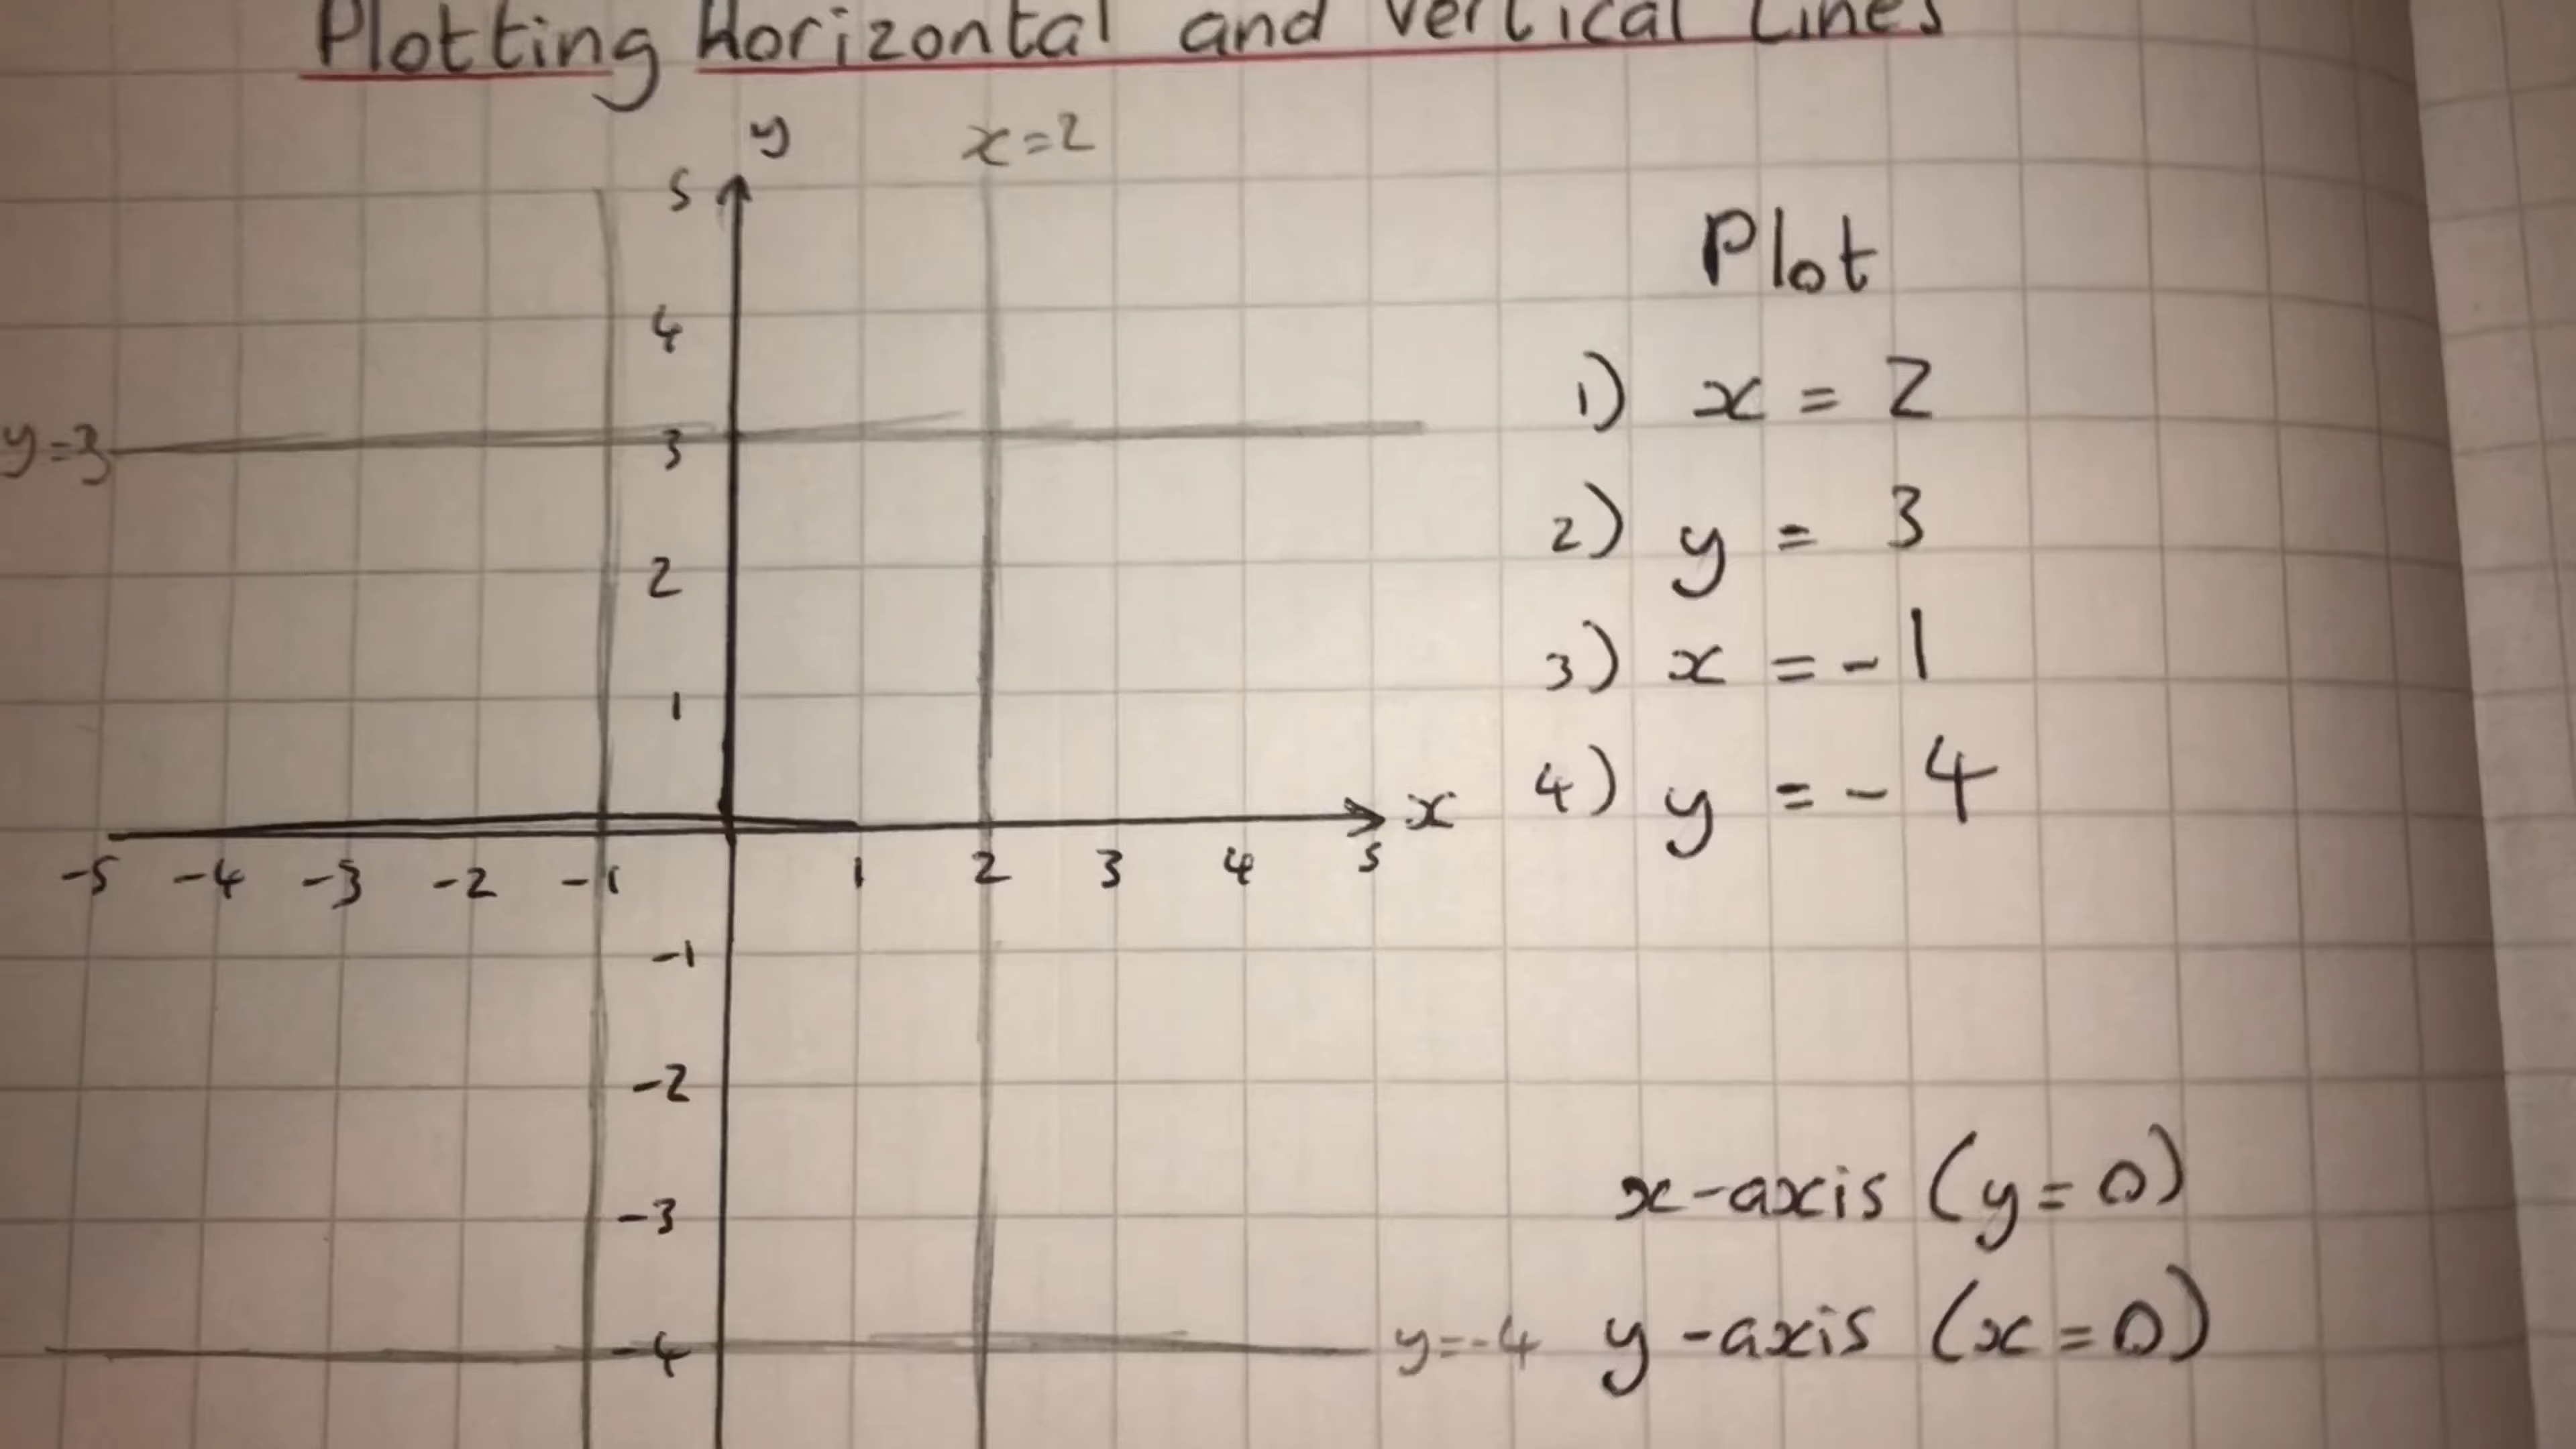 Plotting Horizontal and Vertical Lines
y
x=2
5
4
y=3
3
2
1
x
-5 -4 -3 -2 -1 1 2 3 4 5
-1
-2
-3
-4
y=-4
Plot
1) x = 2
2) y = 3
3) x = -1
4) y = -4
x-axis (y=0)
y-axis (x=0)